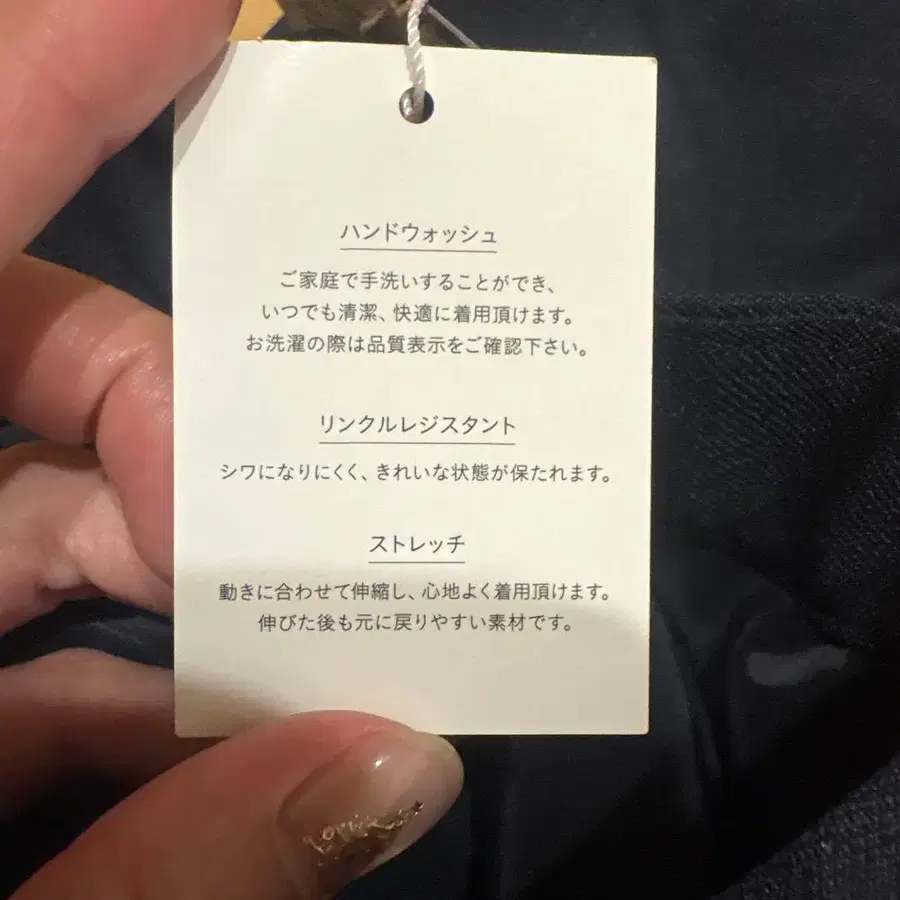 ハンドウォッシュ
ご家庭で手洗いすることができ、
いつでも清潔、快適に着用頂けます。
お洗濯の際は品質表示をご確認下さい。
リンクルレジスタント
シワになりにくく、きれいな状態が保たれます。
ストレッチ
動きに合わせて伸縮し、心地よく着用頂けます。
伸びた後も元に戻りやすい素材です。